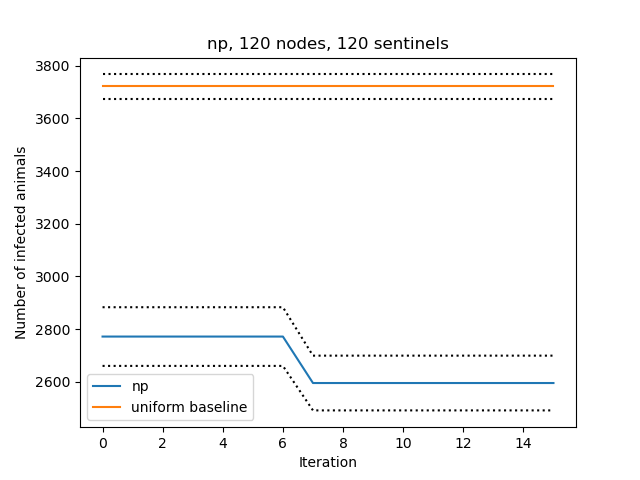 np, 120 nodes, 120 sentinels
Number of infected animals
3800
3600
3400
3200
3000
2800
2600
np
uniform baseline
0 2 4 6 8 10 12 14
Iteration